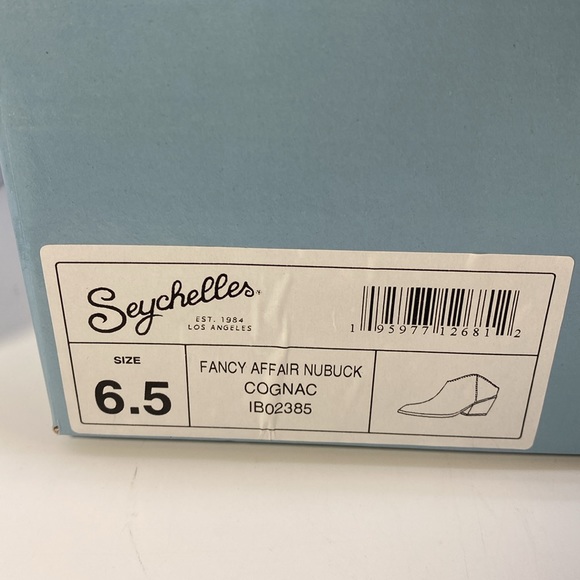 Seychelles
EST. 1984
LOS ANGELES
1 95977 12681 2
SIZE
6.5
FANCY AFFAIR NUBUCK
COGNAC
IB02385